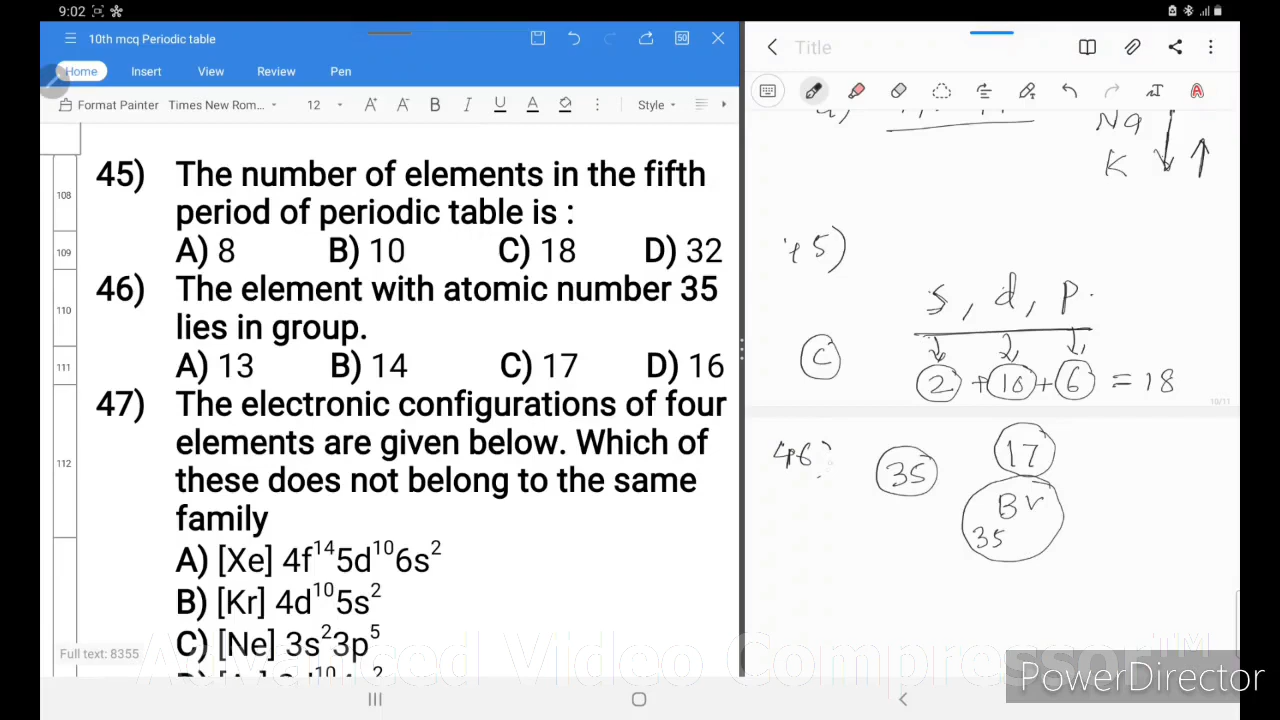 9:02
10th mcq Periodic table
50
Home Insert View Review Pen
Format Painter Times New Rom... 12 A A B I U A Style
108
109
110
111
112
45) The number of elements in the fifth
period of periodic table is :
A) 8 B) 10 C) 18 D) 32
46) The element with atomic number 35
lies in group.
A) 13 B) 14 C) 17 D) 16
47) The electronic configurations of four
elements are given below. Which of
these does not belong to the same
family
A) [Xe] 4f¹⁴5d¹⁰6s²
B) [Kr] 4d¹⁰5s²
C) [Ne] 3s²3p⁵
Full text: 8355
Title
Na
K
5)
s, d, p.
C
2 + 10 + 6 = 18
10/11
46)
35
17
Br
35
Advanced Video Compressor™
PowerDirector